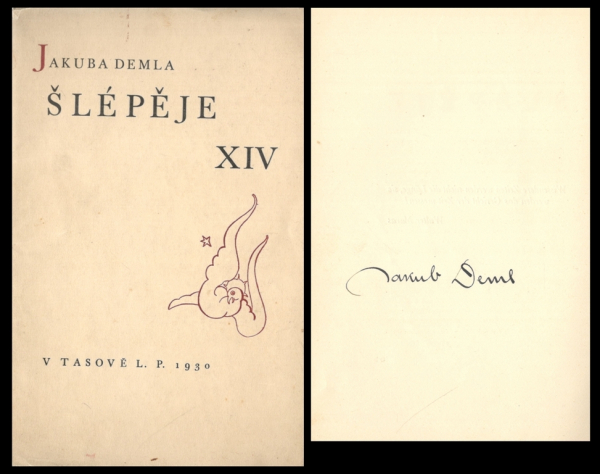 JAKUBA DEMLA
ŠLÉPĚJE
XIV
V TASOVĚ L. P. 1930
Jakub Deml